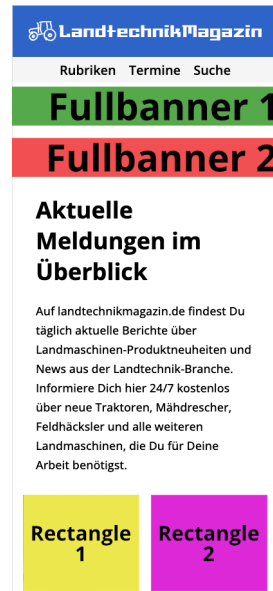 LandtechnikMagazin
Rubriken Termine Suche
Fullbanner 1
Fullbanner 2
Aktuelle
Meldungen im
Überblick
Auf landtechnikmagazin.de findest Du
täglich aktuelle Berichte über
Landmaschinen-Produktneuheiten und
News aus der Landtechnik-Branche.
Informiere Dich hier 24/7 kostenlos
über neue Traktoren, Mähdrescher,
Feldhäcksler und alle weiteren
Landmaschinen, die Du für Deine
Arbeit benötigst.
Rectangle Rectangle
1 2